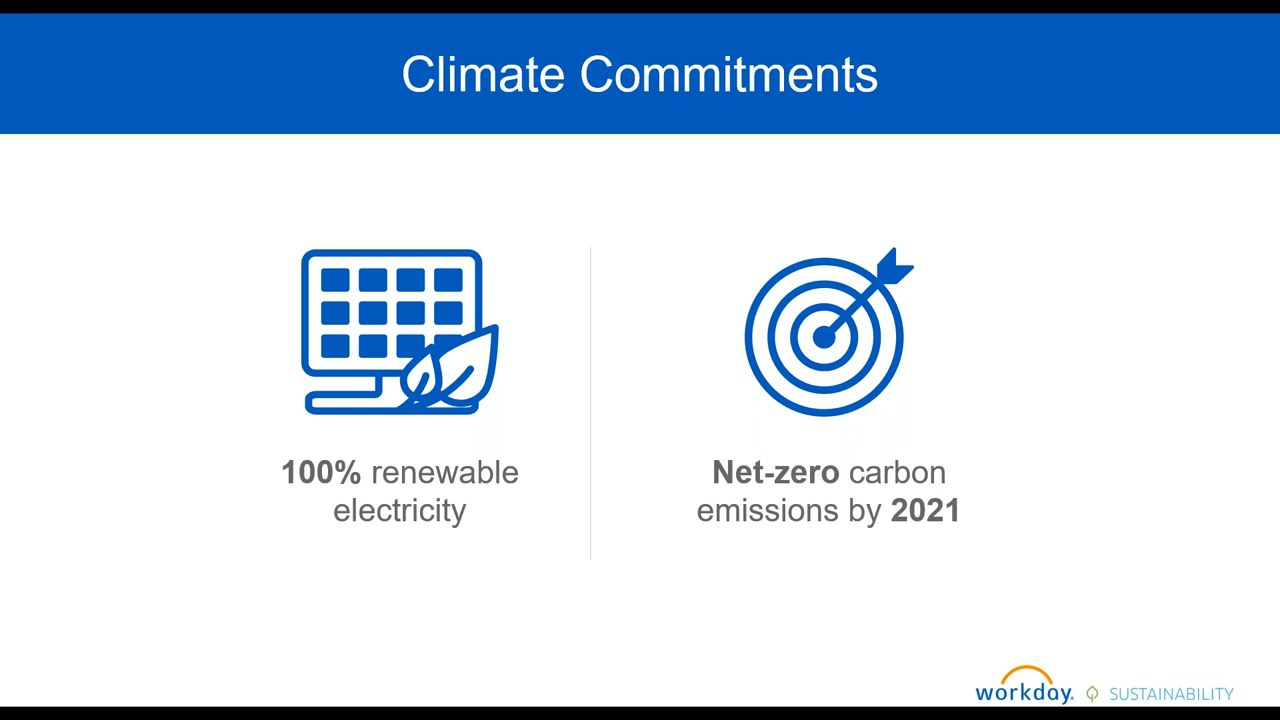 Climate Commitments
100% renewable
electricity
Net-zero carbon
emissions by 2021
workday. SUSTAINABILITY